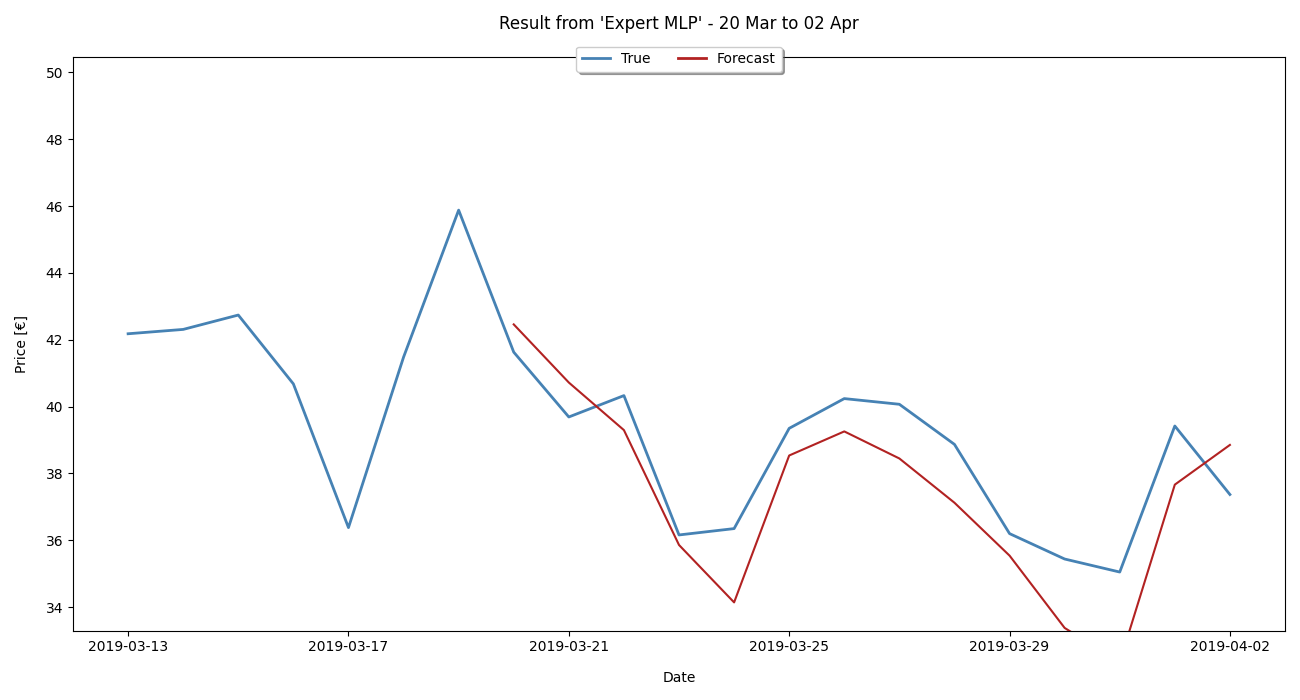 Result from 'Expert MLP' - 20 Mar to 02 Apr
True Forecast
50
48
46
44
42
40
38
36
34
Price [€]
2019-03-13 2019-03-17 2019-03-21 2019-03-25 2019-03-29 2019-04-02
Date